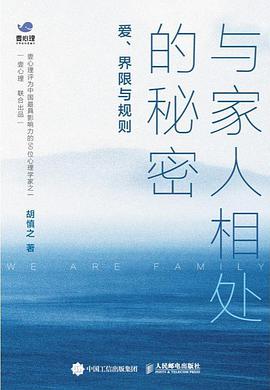 壹心理
与家人相处
的秘密
爱、界限与规则
壹心理评为中国最具影响力的50位心理学家之一
—壹心理 联合出品—
胡慎之 著
WE ARE FAMILY
中国工信出版集团
人民邮电出版社
POSTS & TELECOM PRESS